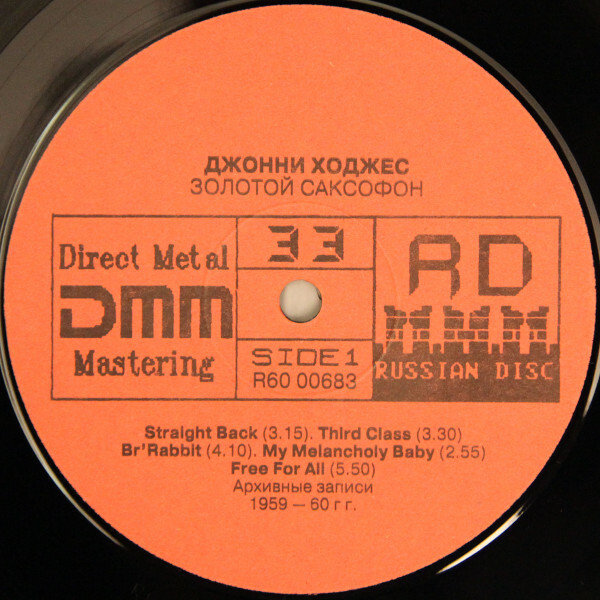 ДЖОННИ ХОДЖЕС
ЗОЛОТОЙ САКСОФОН
Direct Metal
DMM
Mastering
33
SIDE 1
R60 00683
RD
RUSSIAN DISC
Straight Back (3.15). Third Class (3.30)
Br'Rabbit (4.10). My Melancholy Baby (2.55)
Free For All (5.50)
Архивные записи
1959 — 60 г г.